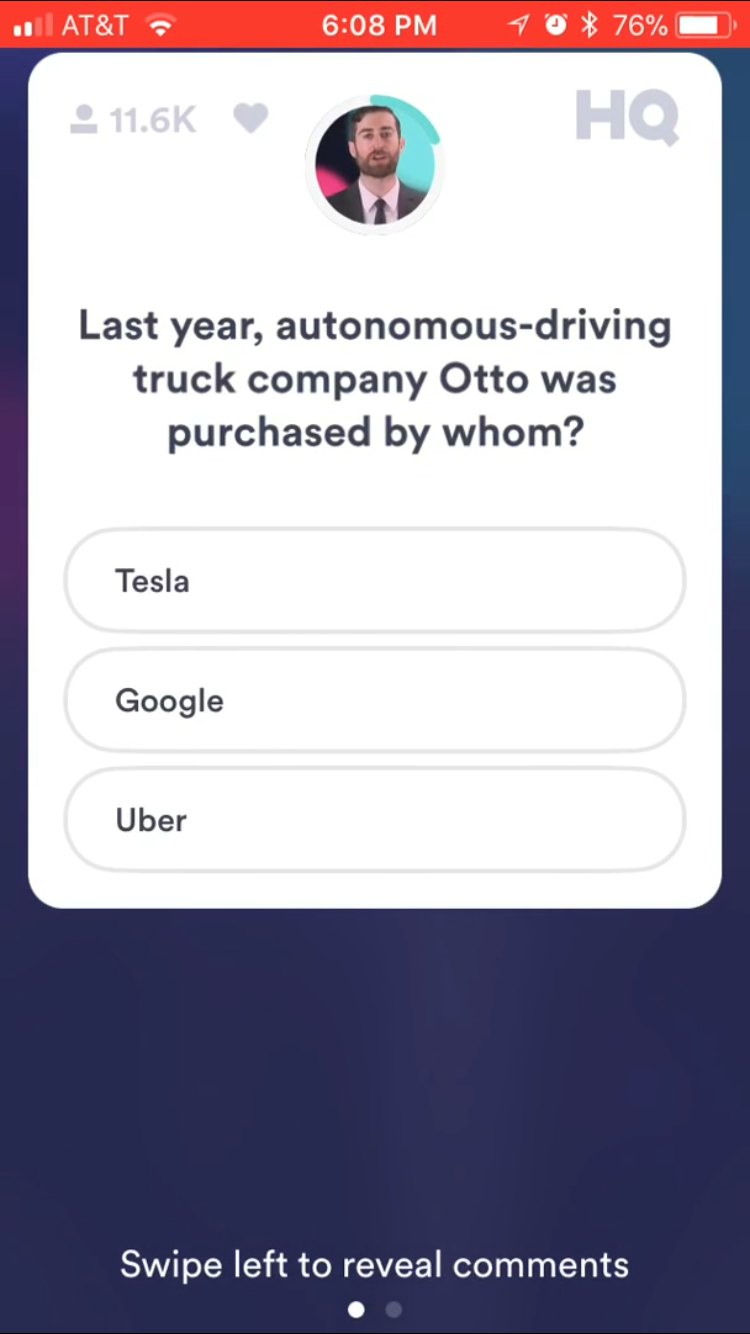 AT&T 6:08 PM 76%
11.6K HQ
Last year, autonomous-driving
truck company Otto was
purchased by whom?
Tesla
Google
Uber
Swipe left to reveal comments